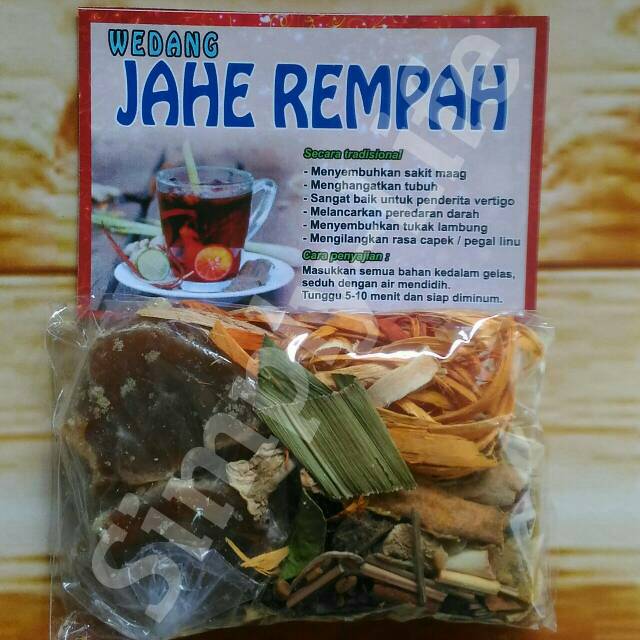 WEDANG
JAHE REMPAH
Secara tradisional
- Menyembuhkan sakit maag
- Menghangatkan tubuh
- Sangat baik untuk penderita vertigo
- Melancarkan peredaran darah
- Menyembuhkan tukak lambung
- Mengilangkan rasa capek / pegal linu
Cara penyajian :
Masukkan semua bahan kedalam gelas,
seduh dengan air mendidih.
Tunggu 5-10 menit dan siap diminum.